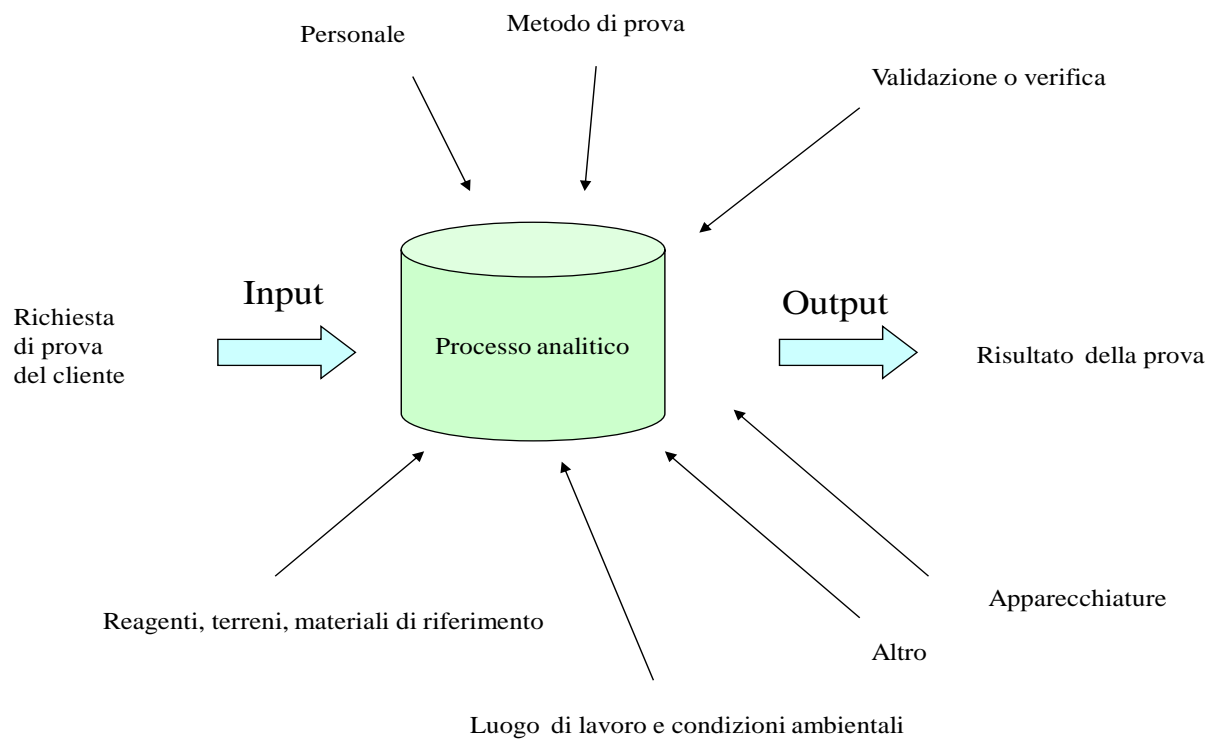 Personale
Metodo di prova
Validazione o verifica
Input
Output
Richiesta
di prova
del cliente
Processo analitico
Risultato della prova
Reagenti, terreni, materiali di riferimento
Apparecchiature
Altro
Luogo di lavoro e condizioni ambientali